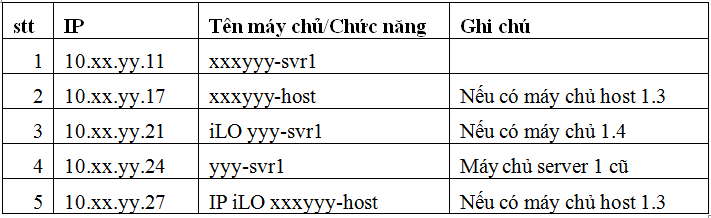 stt IP Tên máy chủ/Chức năng Ghi chú
1 10.xx.yy.11 xxxyyy-svr1
2 10.xx.yy.17 xxxyyy-host Nếu có máy chủ host 1.3
3 10.xx.yy.21 iLO yyy-svr1 Nếu có máy chủ 1.4
4 10.xx.yy.24 yyy-svr1 Máy chủ server 1 cũ
5 10.xx.yy.27 IP iLO xxxyyy-host Nếu có máy chủ host 1.3